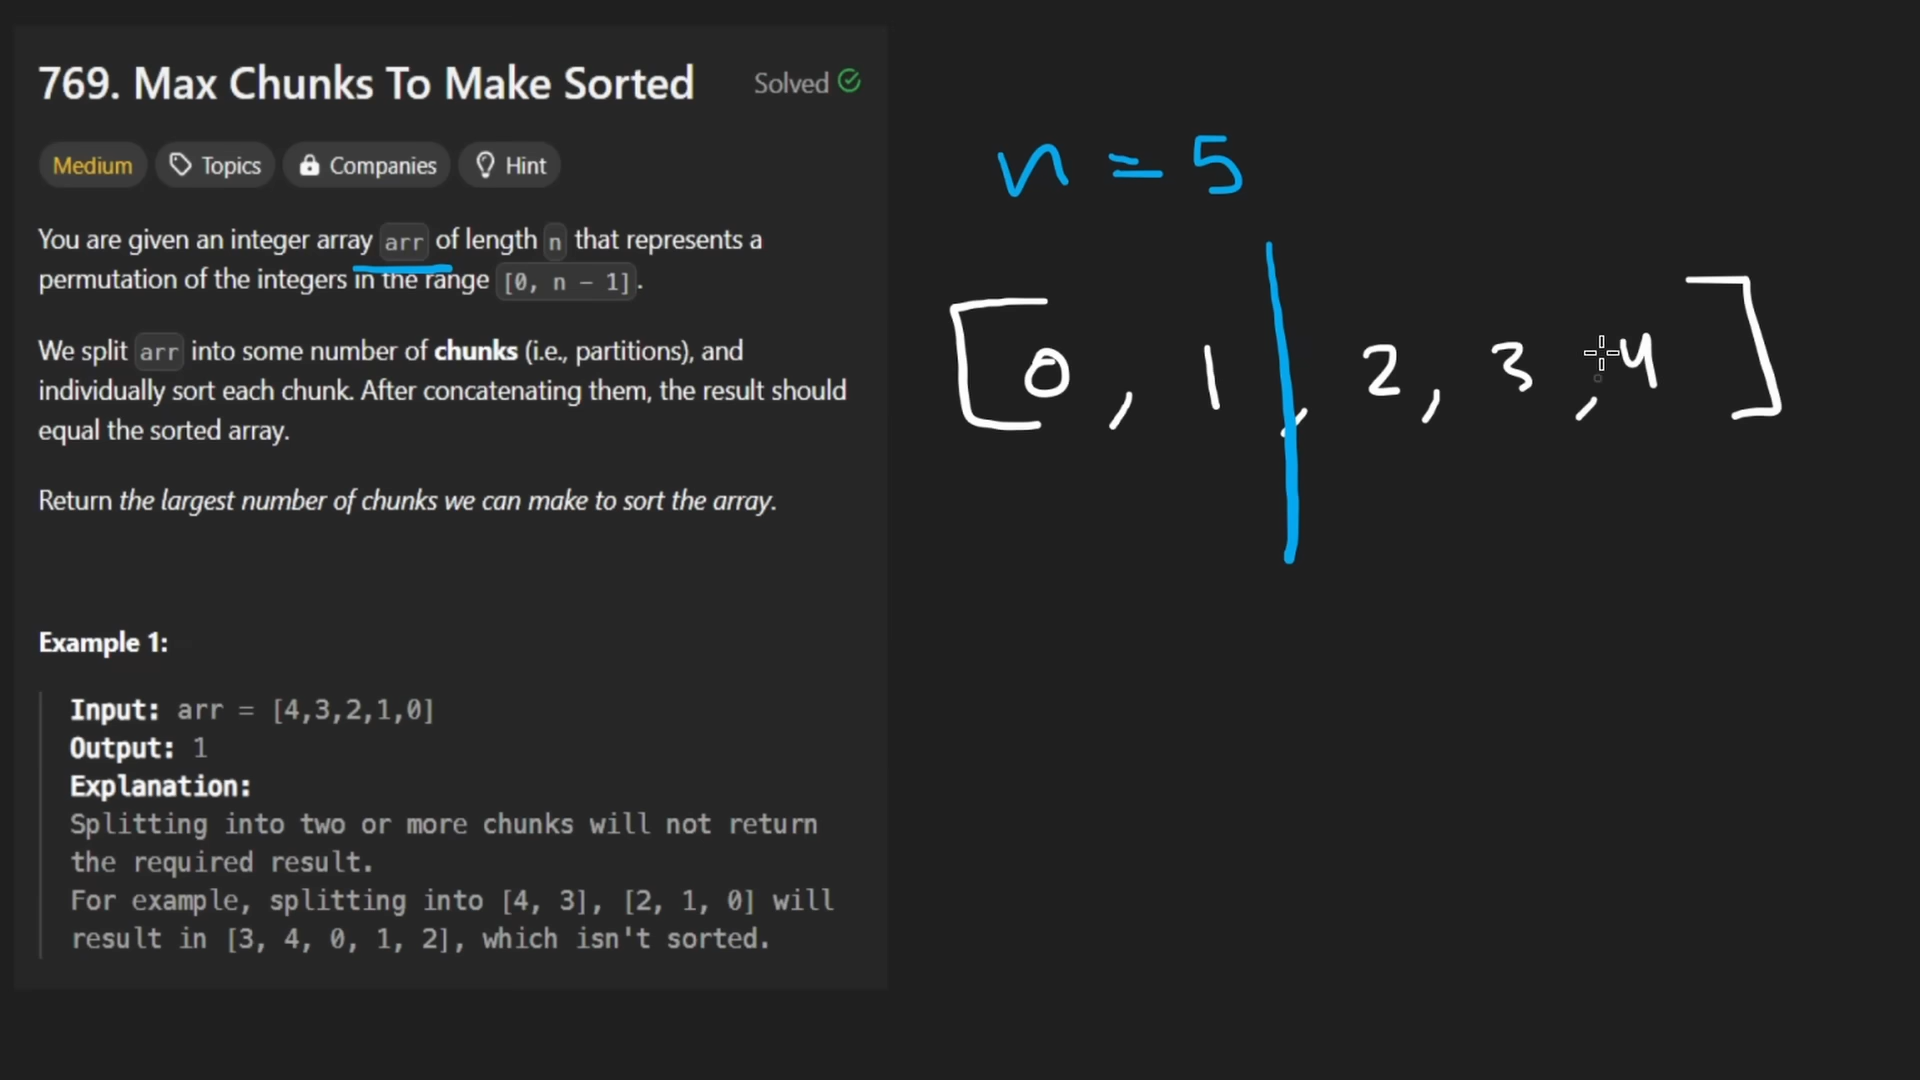 769. Max Chunks To Make Sorted
Solved
Medium Topics Companies Hint
You are given an integer array arr of length n that represents a
permutation of the integers in the range [0, n - 1].
We split arr into some number of chunks (i.e., partitions), and
individually sort each chunk. After concatenating them, the result should
equal the sorted array.
Return the largest number of chunks we can make to sort the array.
Example 1:
Input: arr = [4,3,2,1,0]
Output: 1
Explanation:
Splitting into two or more chunks will not return
the required result.
For example, splitting into [4, 3], [2, 1, 0] will
result in [3, 4, 0, 1, 2], which isn't sorted.
n = 5
[0, 1, 2, 3, 4]